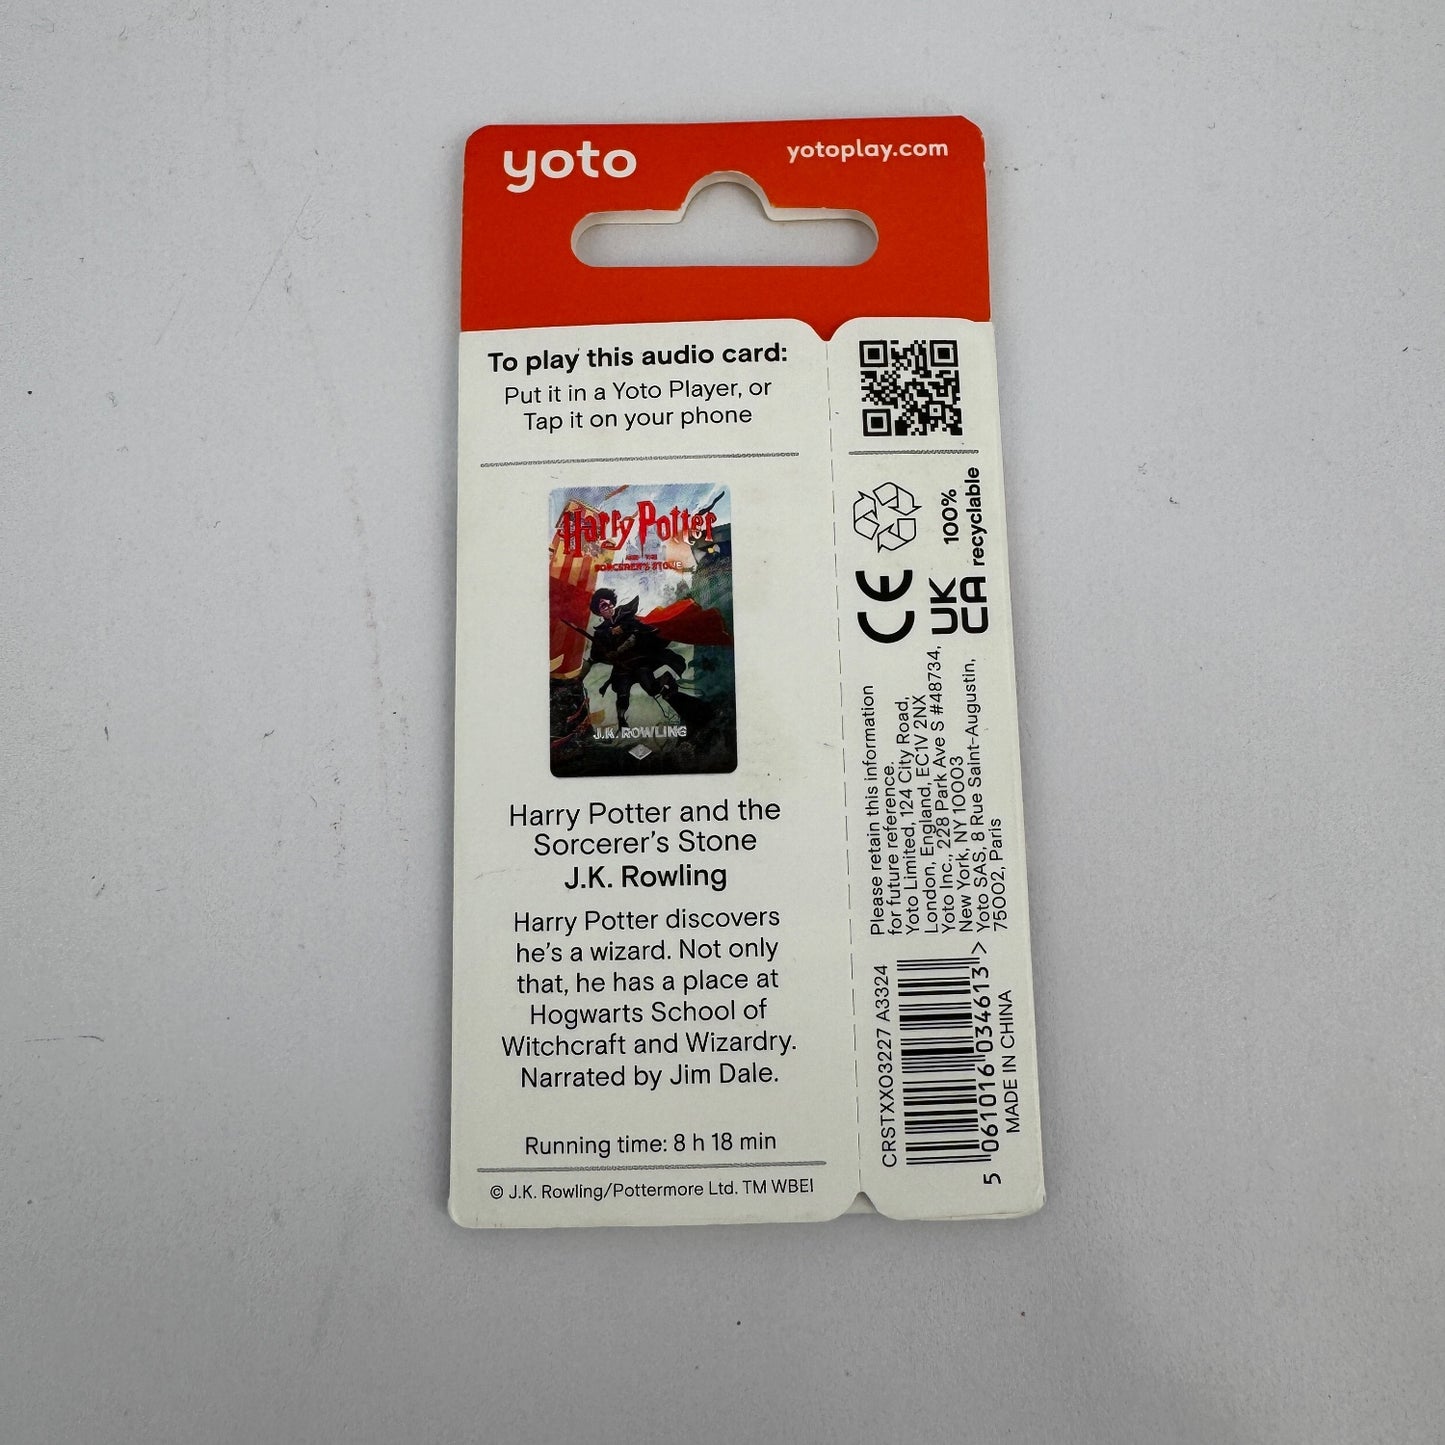 yoto
yotoplay.com
To play this audio card:
Put it in a Yoto Player, or
Tap it on your phone
Harry Potter
AND THE
SORCERER'S STONE
J.K. ROWLING
Harry Potter and the
Sorcerer's Stone
J.K. Rowling
Harry Potter discovers
he's a wizard. Not only
that, he has a place at
Hogwarts School of
Witchcraft and Wizardry.
Narrated by Jim Dale.
Running time: 8 h 18 min
© J.K. Rowling/Pottermore Ltd. TM WBEI
100%
recyclable
CE
UK
CA
Please retain this information
for future reference.
Yoto Limited, 124 City Road,
London, England, EC1V 2NX
Yoto Inc., 228 Park Ave S #48734,
New York, NY 10003
Yoto SAS, 8 Rue Saint-Augustin,
75002, Paris
CRSTXX03227 A3324
5 061016 034613 >
MADE IN CHINA